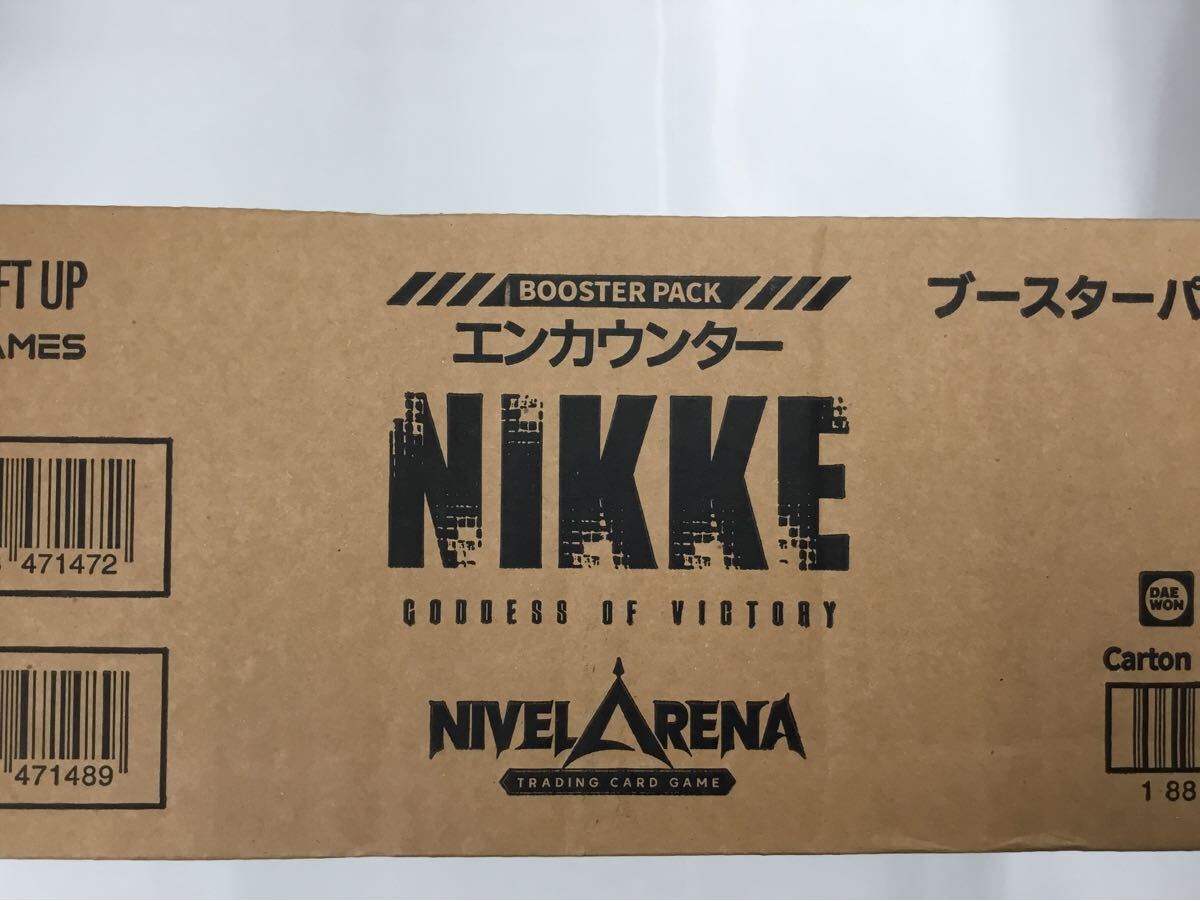 FT UP
AMES
471472
471489
BOOSTER PACK
エンカウンター
NIKKE
GODDESS OF VICTORY
NIVEL ARENA
TRADING CARD GAME
ブースターパ
DAE
WON
Carton
1 88